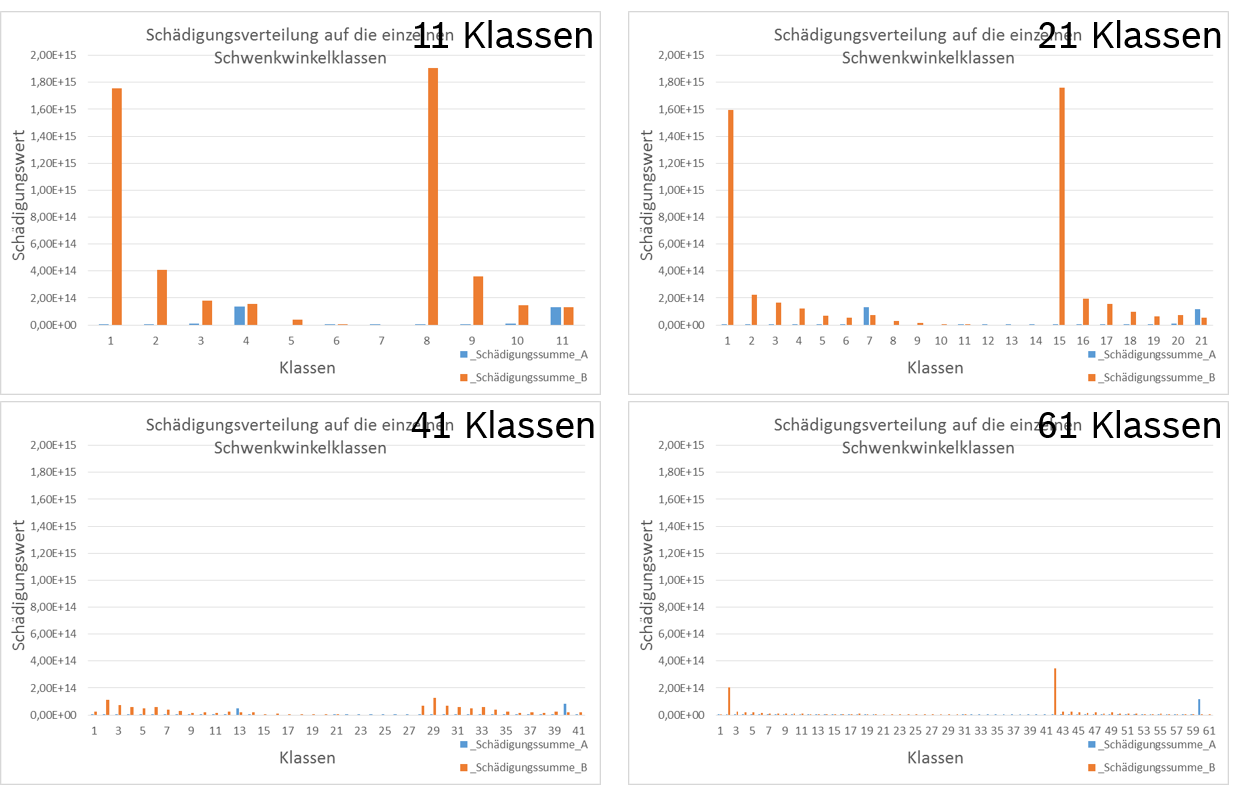 Schädigungsverteilung auf die einzelnen
Schwenkwinkelklassen
11 Klassen
2,00E+15
1,80E+15
1,60E+15
1,40E+15
1,20E+15
1,00E+15
8,00E+14
6,00E+14
4,00E+14
2,00E+14
0,00E+00
Schädigungswert
1 2 3 4 5 6 7 8 9 10 11
Klassen
_Schädigungssumme_A
_Schädigungssumme_B
Schädigungsverteilung auf die einzelnen
Schwenkwinkelklassen
21 Klassen
2,00E+15
1,80E+15
1,60E+15
1,40E+15
1,20E+15
1,00E+15
8,00E+14
6,00E+14
4,00E+14
2,00E+14
0,00E+00
Schädigungswert
1 2 3 4 5 6 7 8 9 10 11 12 13 14 15 16 17 18 19 20 21
Klassen
_Schädigungssumme_A
_Schädigungssumme_B
Schädigungsverteilung auf die einzelnen
Schwenkwinkelklassen
41 Klassen
2,00E+15
1,80E+15
1,60E+15
1,40E+15
1,20E+15
1,00E+15
8,00E+14
6,00E+14
4,00E+14
2,00E+14
0,00E+00
Schädigungswert
1 3 5 7 9 11 13 15 17 19 21 23 25 27 29 31 33 35 37 39 41
Klassen
_Schädigungssumme_A
_Schädigungssumme_B
Schädigungsverteilung auf die einzelnen
Schwenkwinkelklassen
61 Klassen
2,00E+15
1,80E+15
1,60E+15
1,40E+15
1,20E+15
1,00E+15
8,00E+14
6,00E+14
4,00E+14
2,00E+14
0,00E+00
Schädigungswert
1 3 5 7 9 11 13 15 17 19 21 23 25 27 29 31 33 35 37 39 41 43 45 47 49 51 53 55 57 59 61
Klassen
_Schädigungssumme_A
_Schädigungssumme_B